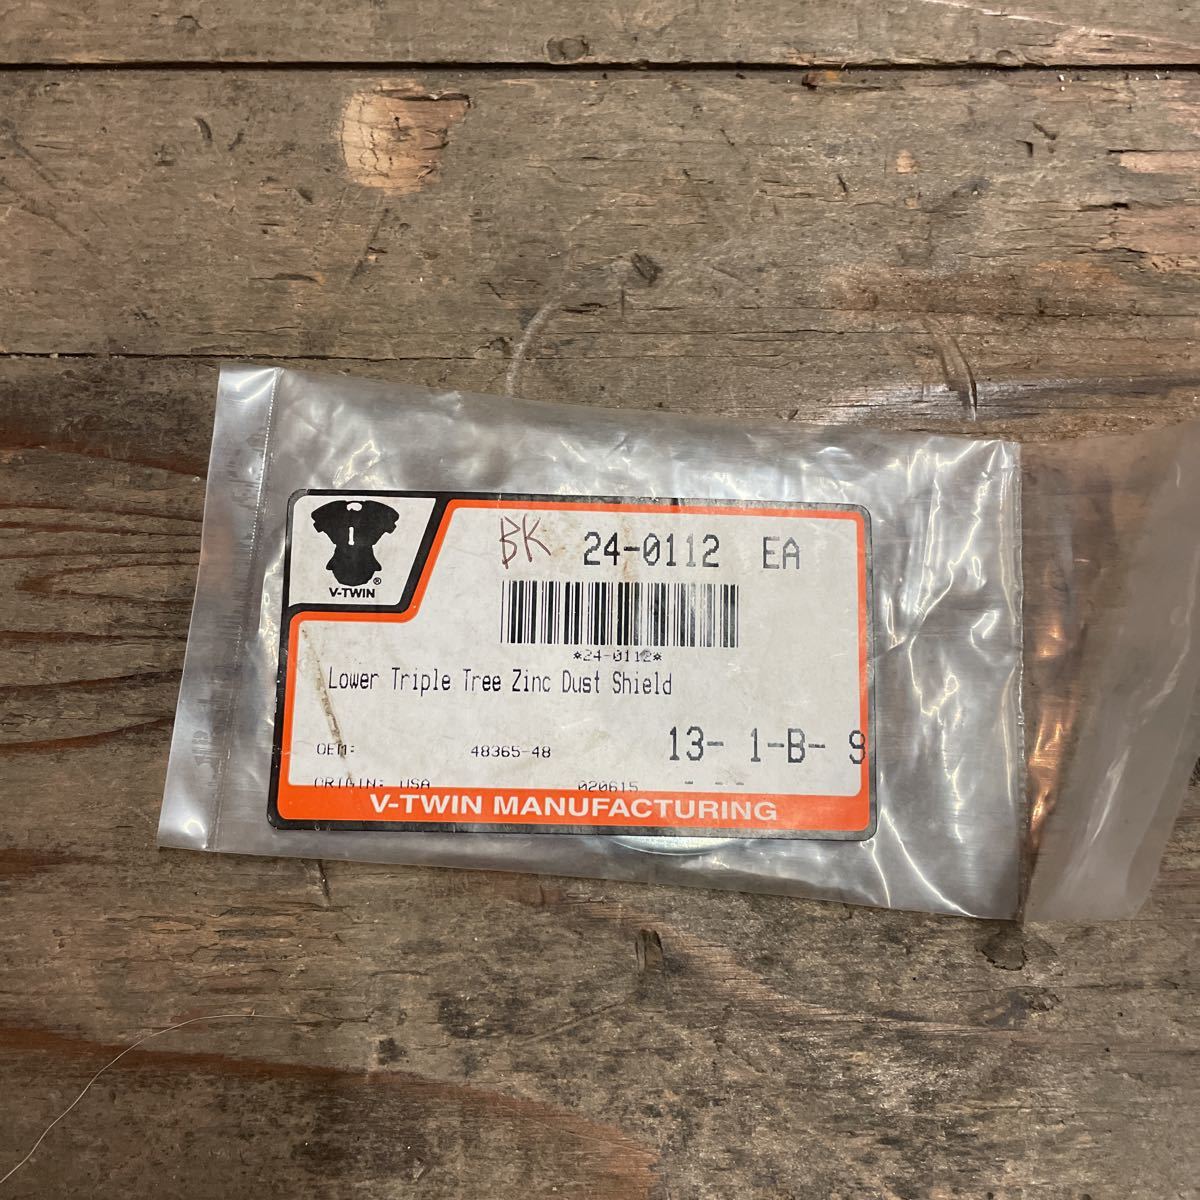 BK 24-0112 EA
V-TWIN®
*24-0112*
Lower Triple Tree Zinc Dust Shield
OEM: 48365-48 13- 1-B- 9
ORIGIN: USA 020615 - - -
V-TWIN MANUFACTURING